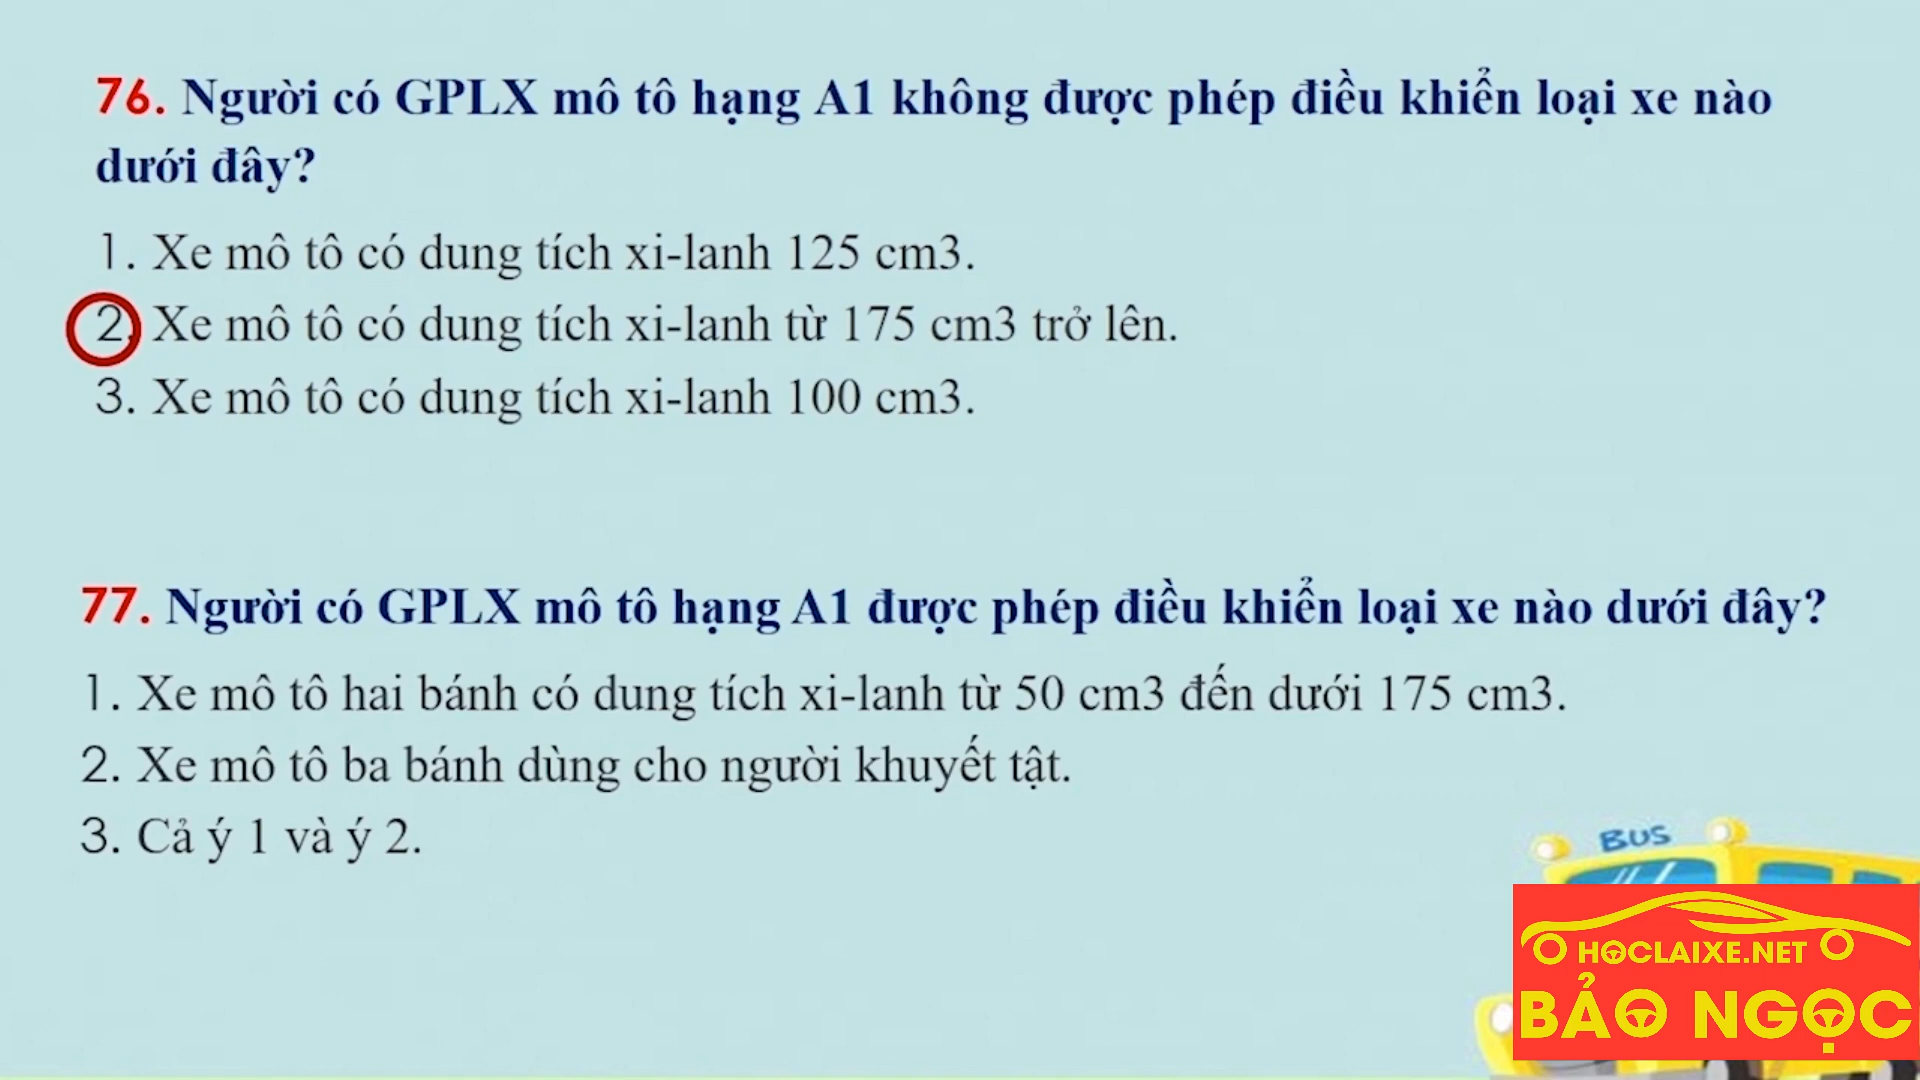 76. Người có GPLX mô tô hạng A1 không được phép điều khiển loại xe nào
dưới đây?
1. Xe mô tô có dung tích xi-lanh 125 cm3.
2. Xe mô tô có dung tích xi-lanh từ 175 cm3 trở lên.
3. Xe mô tô có dung tích xi-lanh 100 cm3.
77. Người có GPLX mô tô hạng A1 được phép điều khiển loại xe nào dưới đây?
1. Xe mô tô hai bánh có dung tích xi-lanh từ 50 cm3 đến dưới 175 cm3.
2. Xe mô tô ba bánh dùng cho người khuyết tật.
3. Cả ý 1 và ý 2.
BUS
HOCLAIXE.NET
BẢO NGỌC